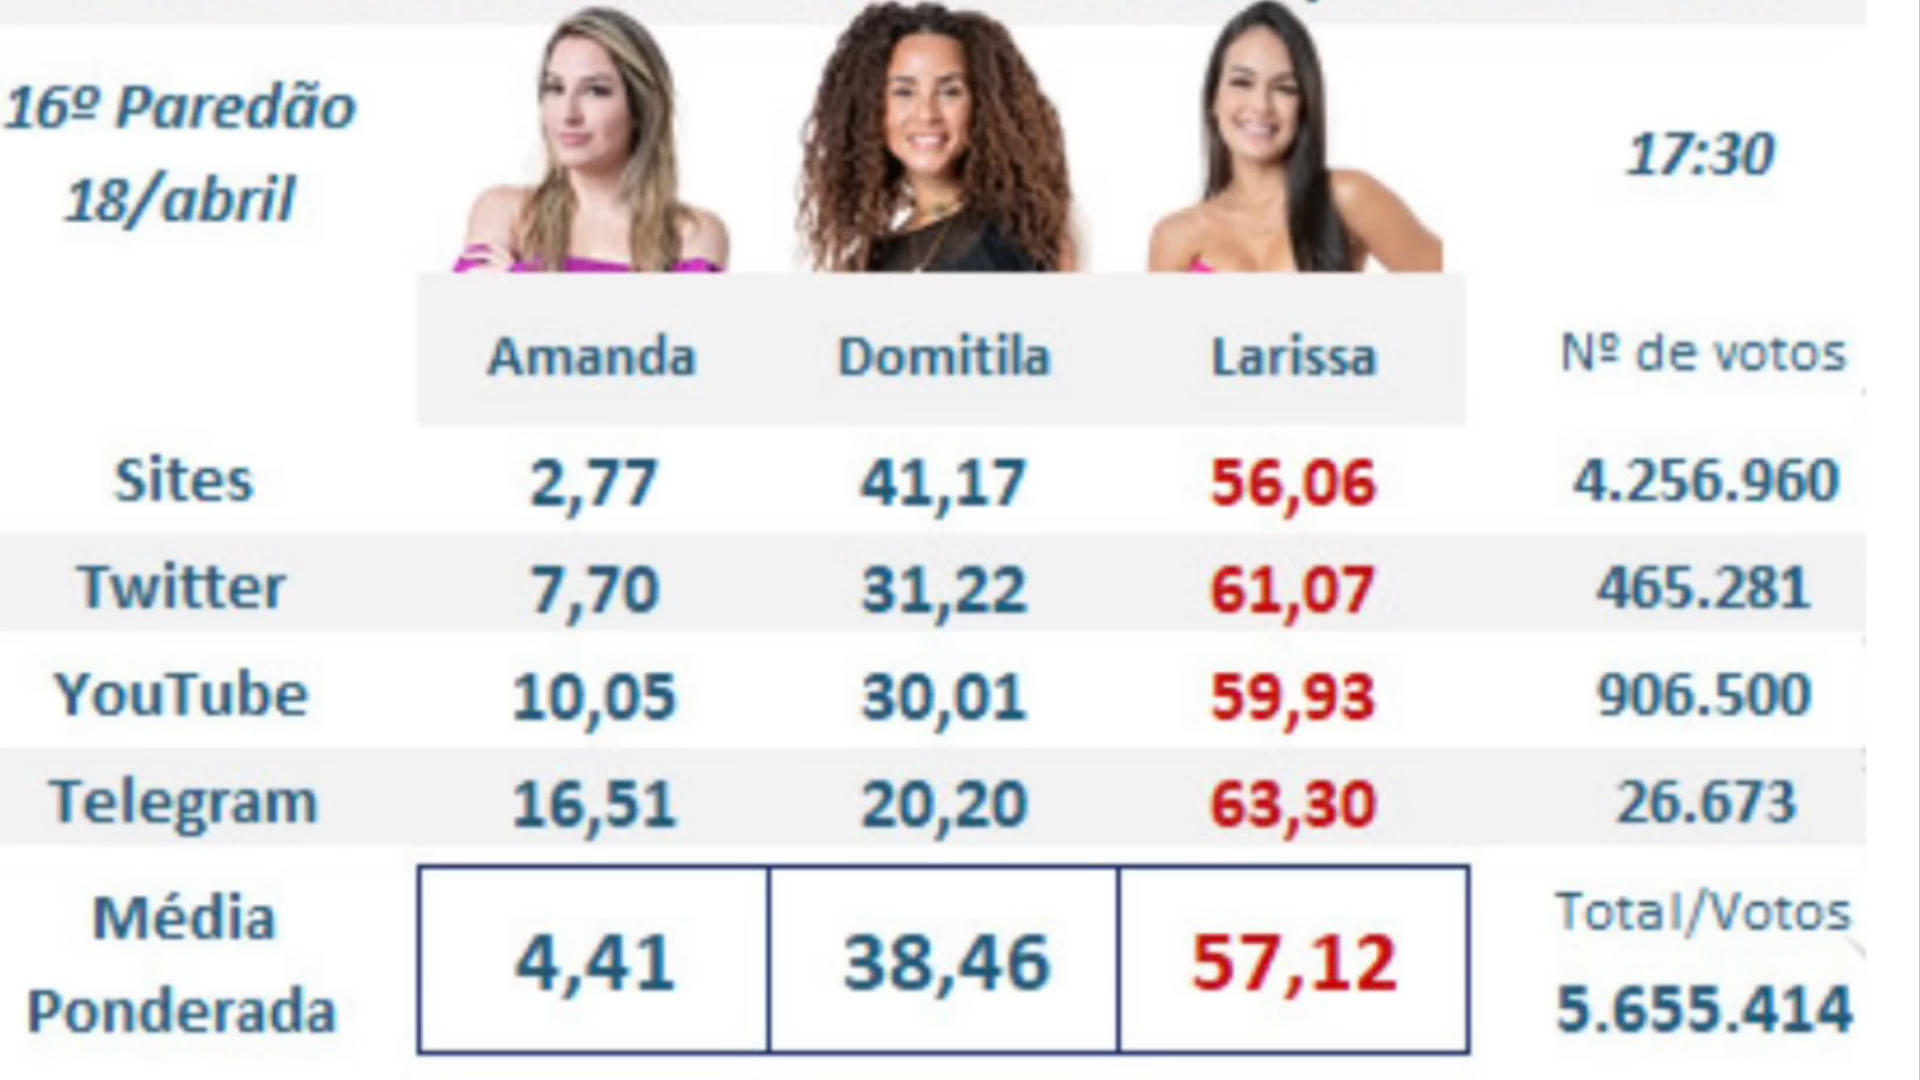 16º Paredão
18/abril
17:30
Amanda Domitila Larissa Nº de votos
Sites 2,77 41,17 56,06 4.256.960
Twitter 7,70 31,22 61,07 465.281
YouTube 10,05 30,01 59,93 906.500
Telegram 16,51 20,20 63,30 26.673
Média
Ponderada
4,41 38,46 57,12
Total/Votos
5.655.414